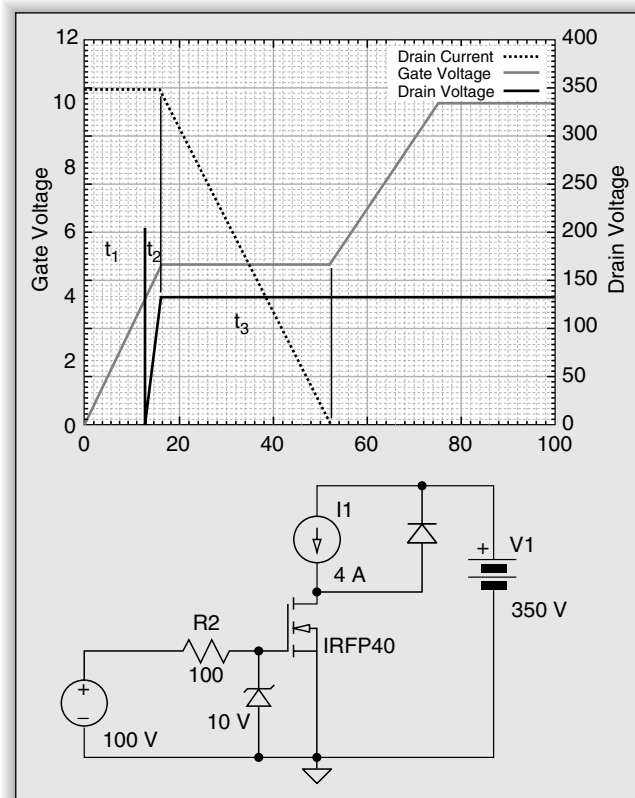 12
10
8
6
4
2
0
Gate Voltage
400
350
300
250
200
150
100
50
0
Drain Voltage
Drain Current
Gate Voltage
Drain Voltage
t1
t2
t3
0
20
40
60
80
100
I1
4 A
+
V1
350 V
R2
100
IRFP40
10 V
+
–
100 V